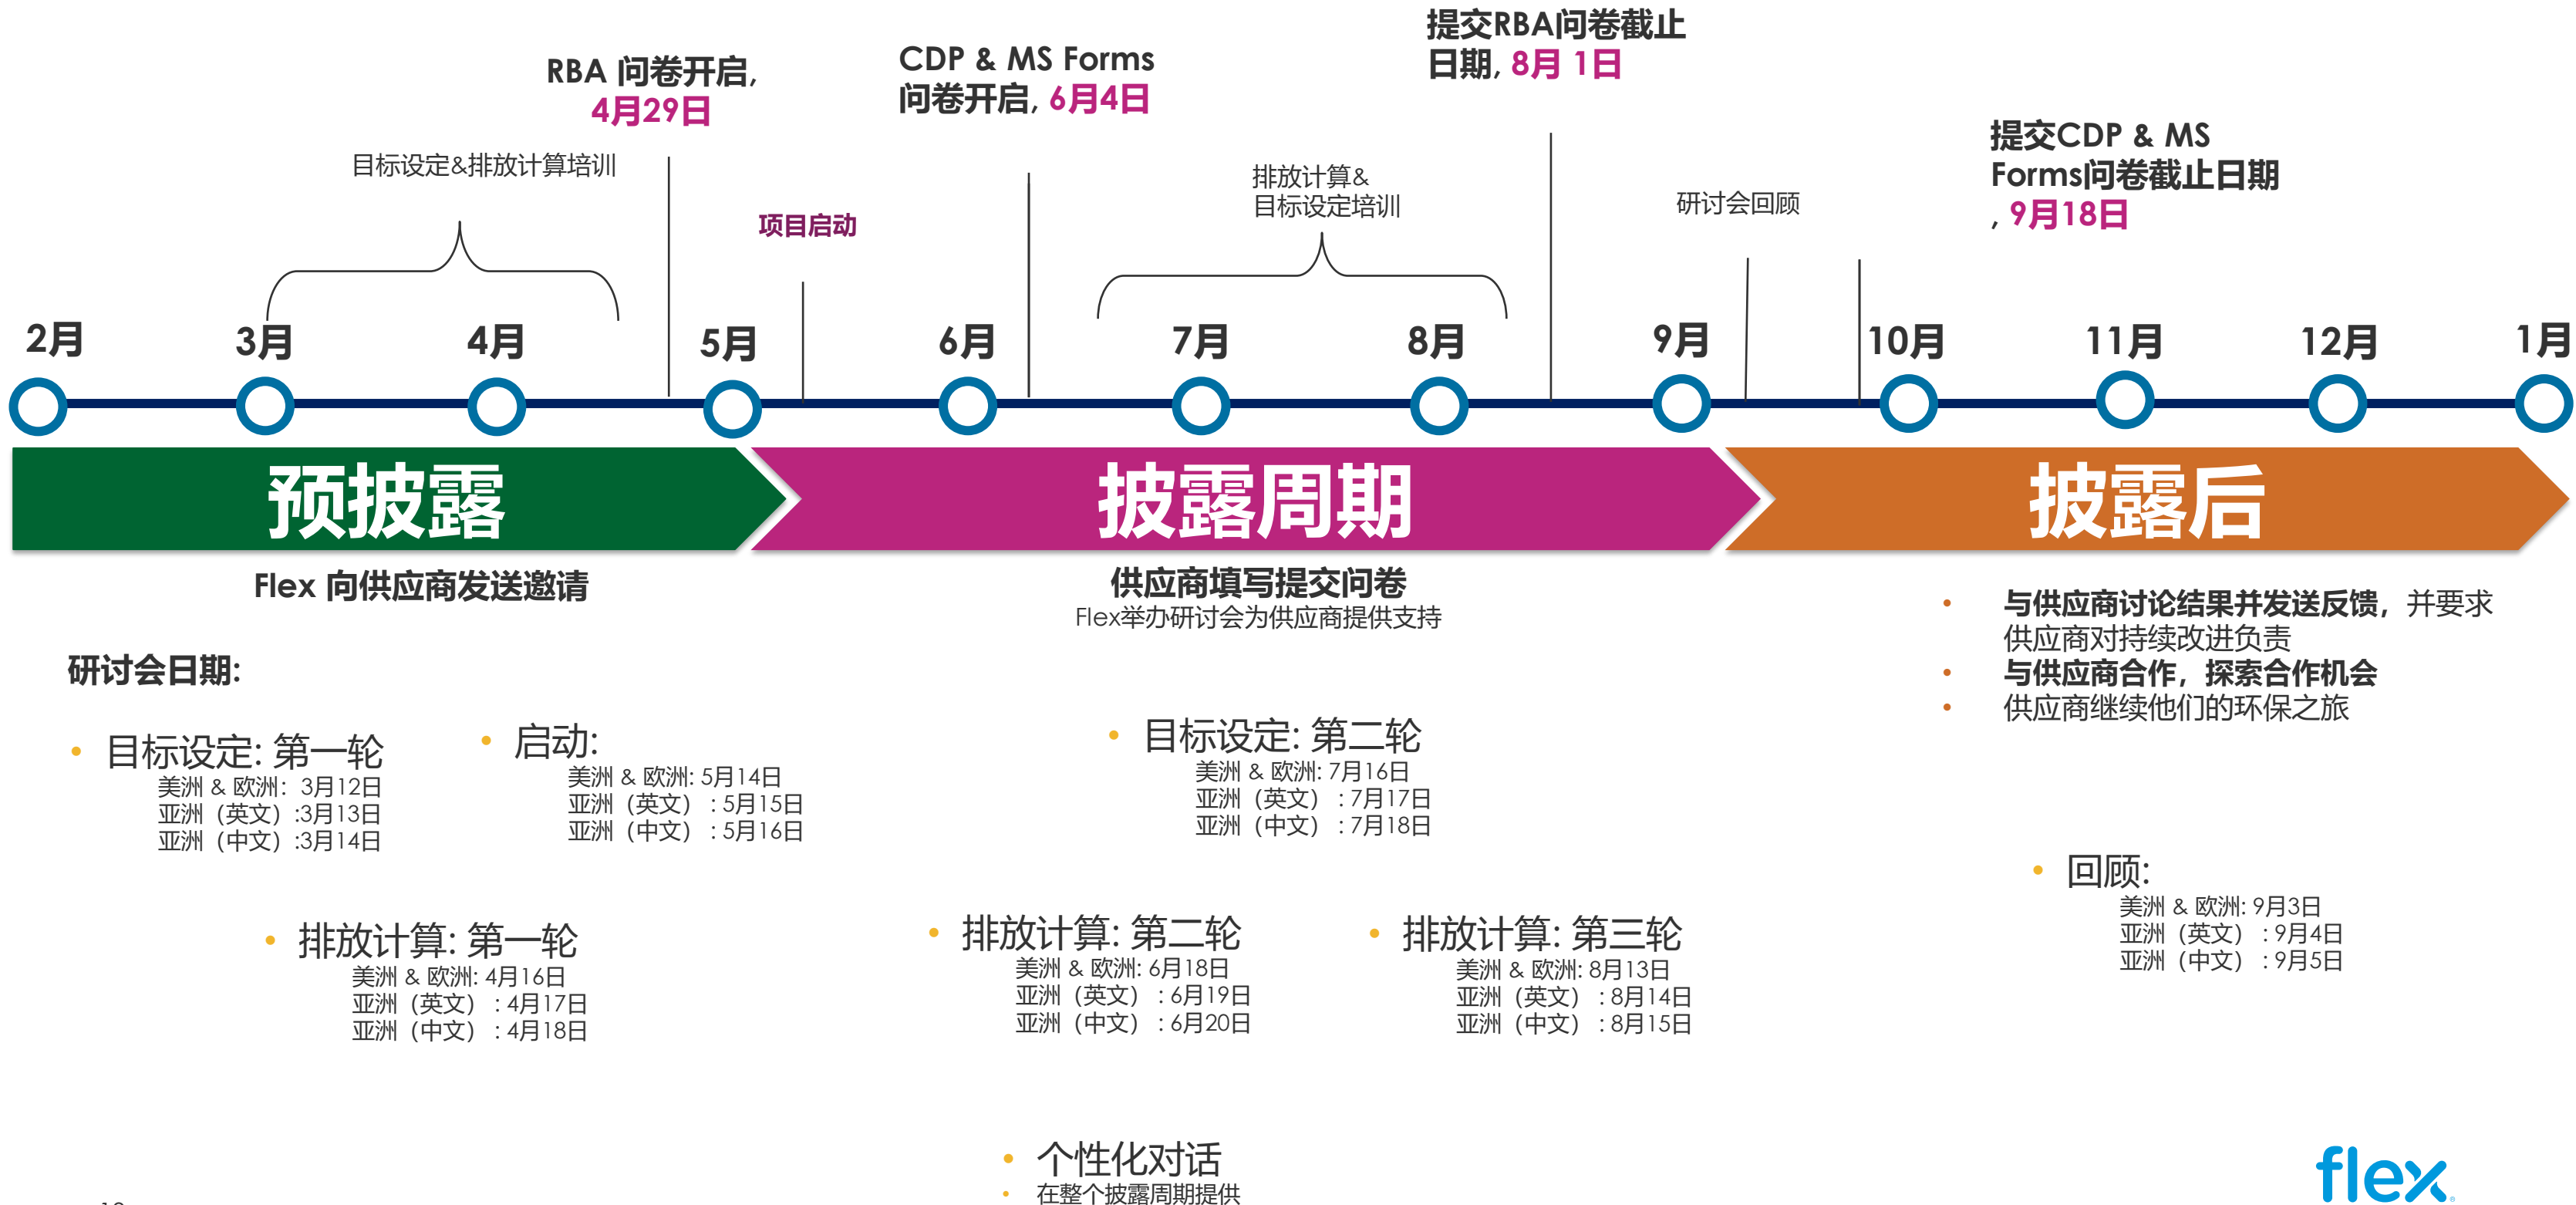 提交RBA问卷截止
日期, 8月 1日
RBA 问卷开启,
4月29日
CDP & MS Forms
问卷开启, 6月4日
提交CDP & MS
Forms问卷截止日期
, 9月18日
目标设定&排放计算培训
项目启动
排放计算&
目标设定培训
研讨会回顾
2月
3月
4月
5月
6月
7月
8月
9月
10月
11月
12月
1月
预披露
披露周期
披露后
Flex 向供应商发送邀请
供应商填写提交问卷
Flex举办研讨会为供应商提供支持
• 与供应商讨论结果并发送反馈，并要求
供应商对持续改进负责
• 与供应商合作，探索合作机会
• 供应商继续他们的环保之旅
研讨会日期:
• 目标设定: 第一轮
美洲 & 欧洲: 3月12日
亚洲（英文）:3月13日
亚洲（中文）:3月14日
• 启动:
美洲 & 欧洲: 5月14日
亚洲（英文）: 5月15日
亚洲（中文）: 5月16日
• 目标设定: 第二轮
美洲 & 欧洲: 7月16日
亚洲（英文）: 7月17日
亚洲（中文）: 7月18日
• 回顾:
美洲 & 欧洲: 9月3日
亚洲（英文）: 9月4日
亚洲（中文）: 9月5日
• 排放计算: 第一轮
美洲 & 欧洲: 4月16日
亚洲（英文）: 4月17日
亚洲（中文）: 4月18日
• 排放计算: 第二轮
美洲 & 欧洲: 6月18日
亚洲（英文）: 6月19日
亚洲（中文）: 6月20日
• 排放计算: 第三轮
美洲 & 欧洲: 8月13日
亚洲（英文）: 8月14日
亚洲（中文）: 8月15日
• 个性化对话
• 在整个披露周期提供
flex